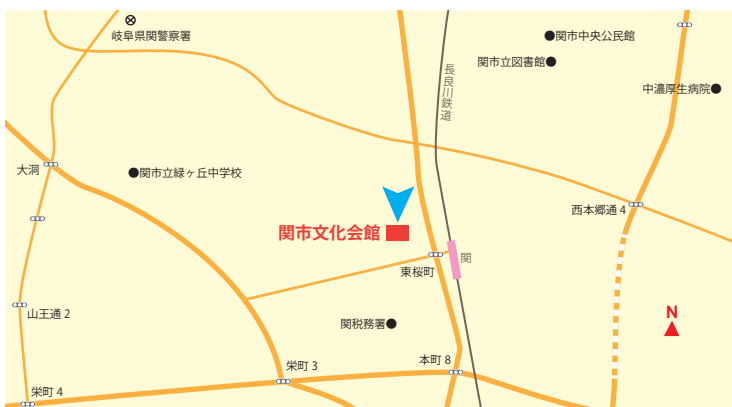 岐阜県関警察署
関市中央公民館
関市立図書館
長良川鉄道
中濃厚生病院
大洞
関市立緑ヶ丘中学校
西本郷通4
関市文化会館
関
東桜町
N
山王通2
関税務署
本町8
栄町3
栄町4